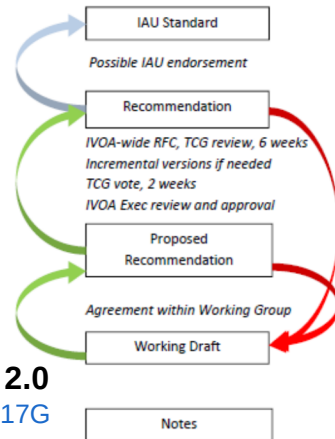 IAU Standard
Possible IAU endorsement
Recommendation
IVOA-wide RFC, TCG review, 6 weeks
Incremental versions if needed
TCG vote, 2 weeks
IVOA Exec review and approval
Proposed
Recommendation
Agreement within Working Group
Working Draft
2.0
17G
Notes